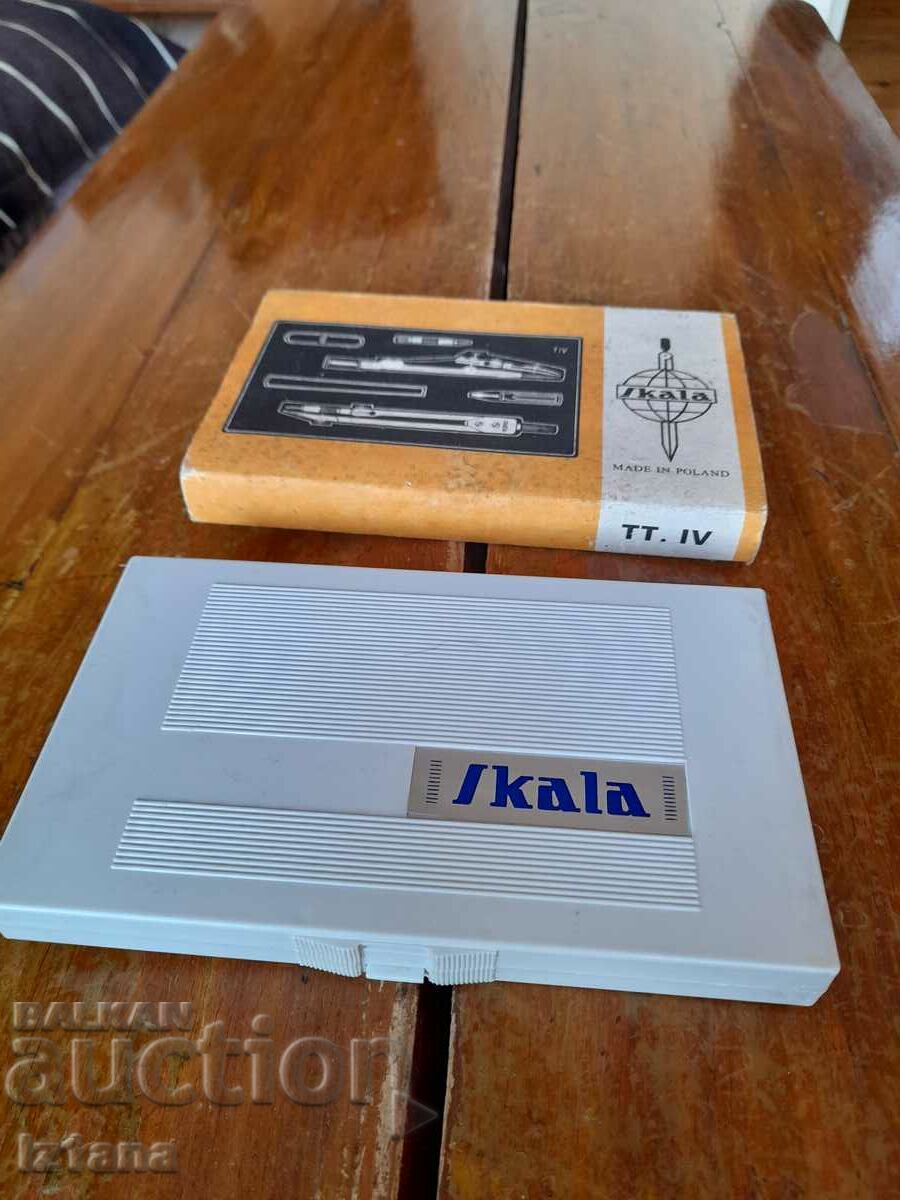 TIV
Skala
MADE IN POLAND
TT. IV
Skala
BALKAN
auction
Iztana